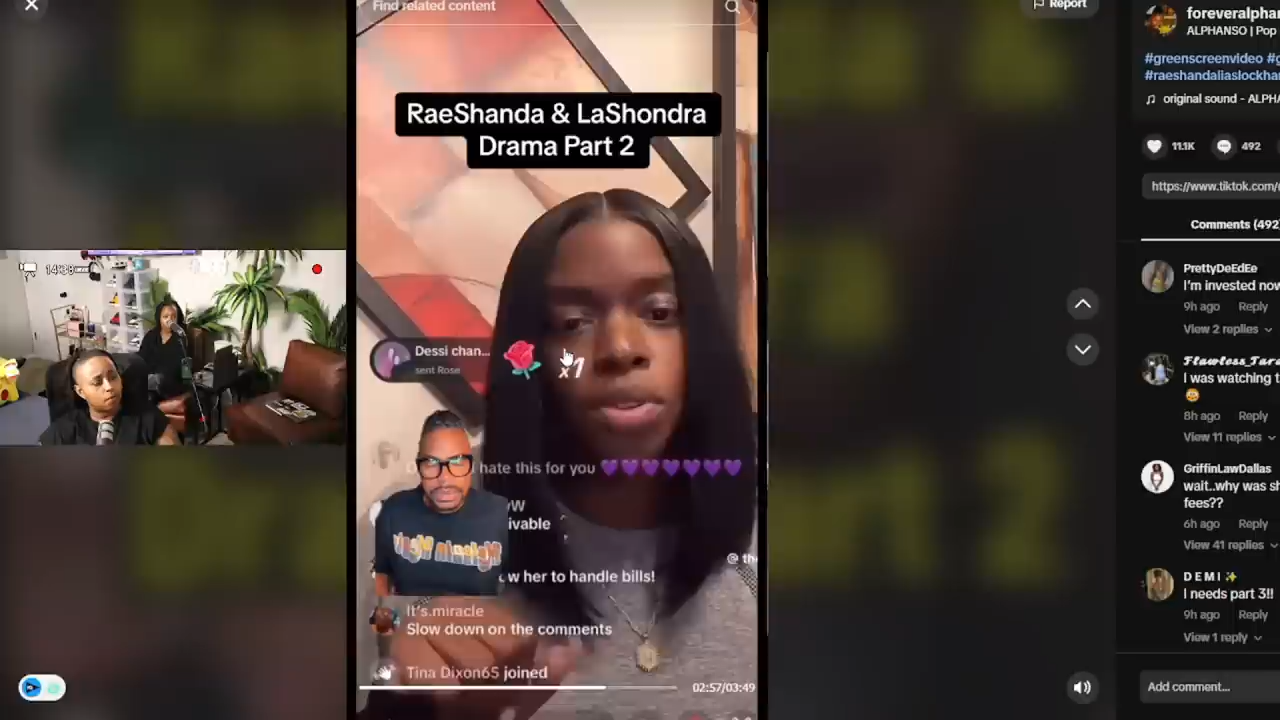 Find related content
Report
foreveralphan
ALPHANSO | Pop
#greenscreenvideo #g
#raeshandaliaslockhar
original sound - ALPHA
RaeShanda & LaShondra
Drama Part 2
11.1K
492
https://www.tiktok.com/
Comments (492
PrettyDeEdEe
I'm invested now
9h ago Reply
View 2 replies
Dessi chan...
sent Rose
x1
I was watching t
8h ago Reply
View 11 replies
hate this for you 💜💜💜💜💜💜💜
GriffinLawDallas
wait..why was sh
fees??
6h ago Reply
View 41 replies
ivable
w her to handle bills!
D E M I ✨
I needs part 3!!
9h ago Reply
View 1 reply
It's.miracle
Slow down on the comments
Tina Dixon65 joined
02:57/03:49
Add comment...